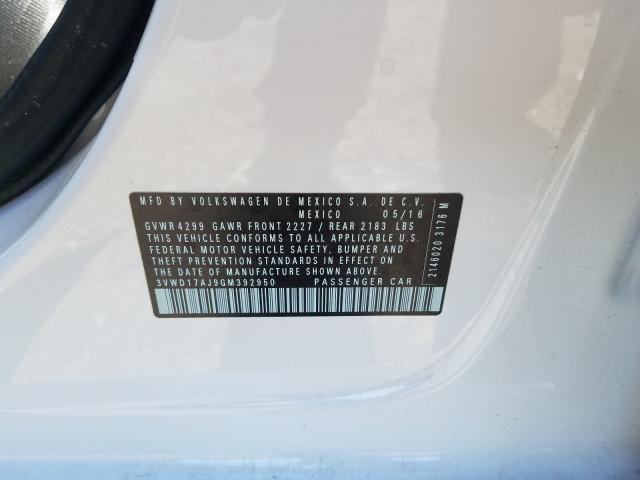 MFD BY VOLKSWAGEN DE MEXICO S.A. DE C.V.
MEXICO 05/16
GVWR4299 GAWR FRONT 2227 / REAR 2183 LBS
THIS VEHICLE CONFORMS TO ALL APPLICABLE U.S.
FEDERAL MOTOR VEHICLE SAFETY, BUMPER AND
THEFT PREVENTION STANDARDS IN EFFECT ON
THE DATE OF MANUFACTURE SHOWN ABOVE.
3VWD17AJ9GM392950 PASSENGER CAR
2146020 3176 M